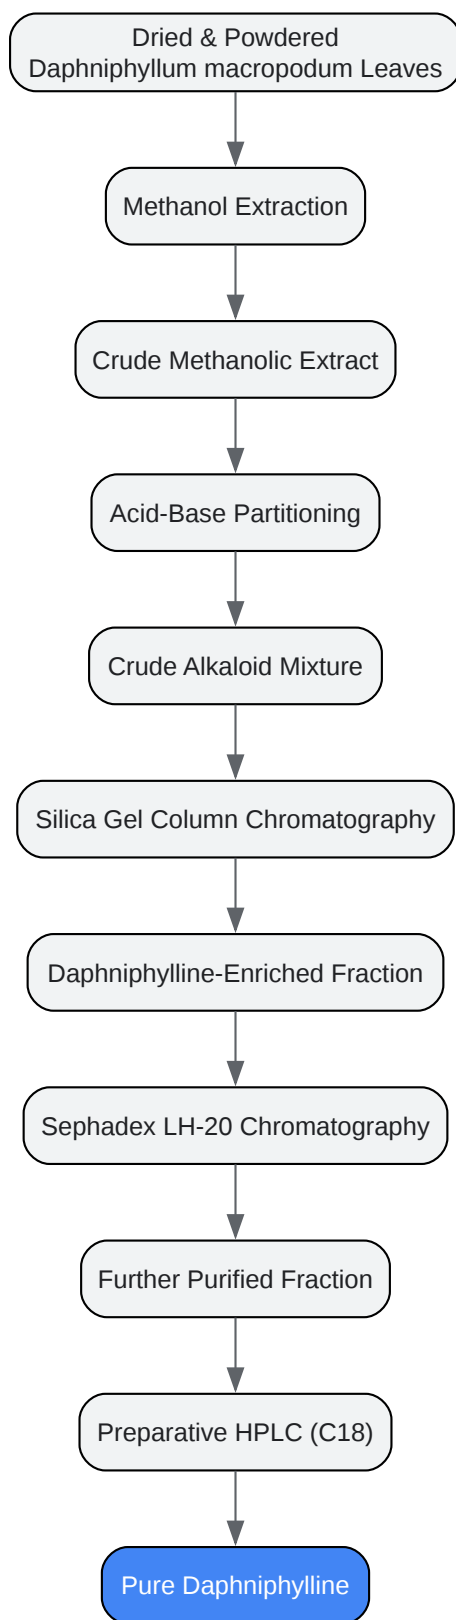 Dried & Powdered
Daphniphyllum macropodum Leaves
Methanol Extraction
Crude Methanolic Extract
Acid-Base Partitioning
Crude Alkaloid Mixture
Silica Gel Column Chromatography
Daphniphylline-Enriched Fraction
Sephadex LH-20 Chromatography
Further Purified Fraction
Preparative HPLC (C18)
Pure Daphniphylline